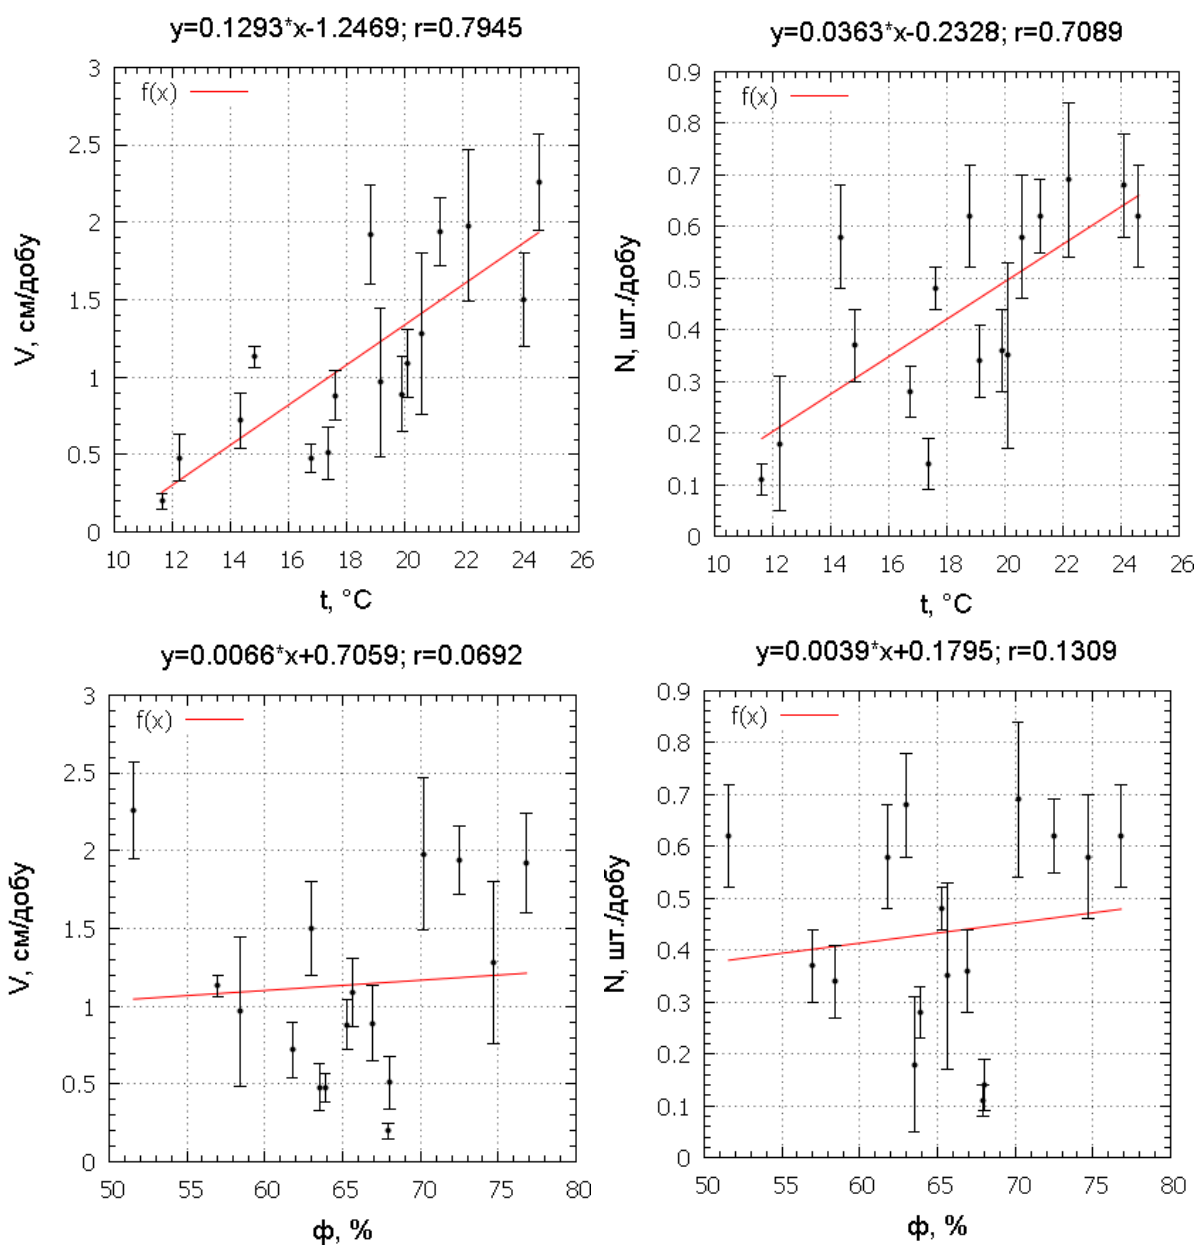 y=0.1293*x-1.2469; r=0.7945
3
f(x)
2.5
2
1.5
1
0.5
0
10 12 14 16 18 20 22 24 26
V, см/добу
t, °C
y=0.0363*x-0.2328; r=0.7089
0.9
f(x)
0.8
0.7
0.6
0.5
0.4
0.3
0.2
0.1
0
10 12 14 16 18 20 22 24 26
N, шт./добу
t, °C
y=0.0066*x+0.7059; r=0.0692
3
f(x)
2.5
2
1.5
1
0.5
0
50 55 60 65 70 75 80
V, см/добу
ф, %
y=0.0039*x+0.1795; r=0.1309
0.9
f(x)
0.8
0.7
0.6
0.5
0.4
0.3
0.2
0.1
0
50 55 60 65 70 75 80
N, шт./добу
ф, %